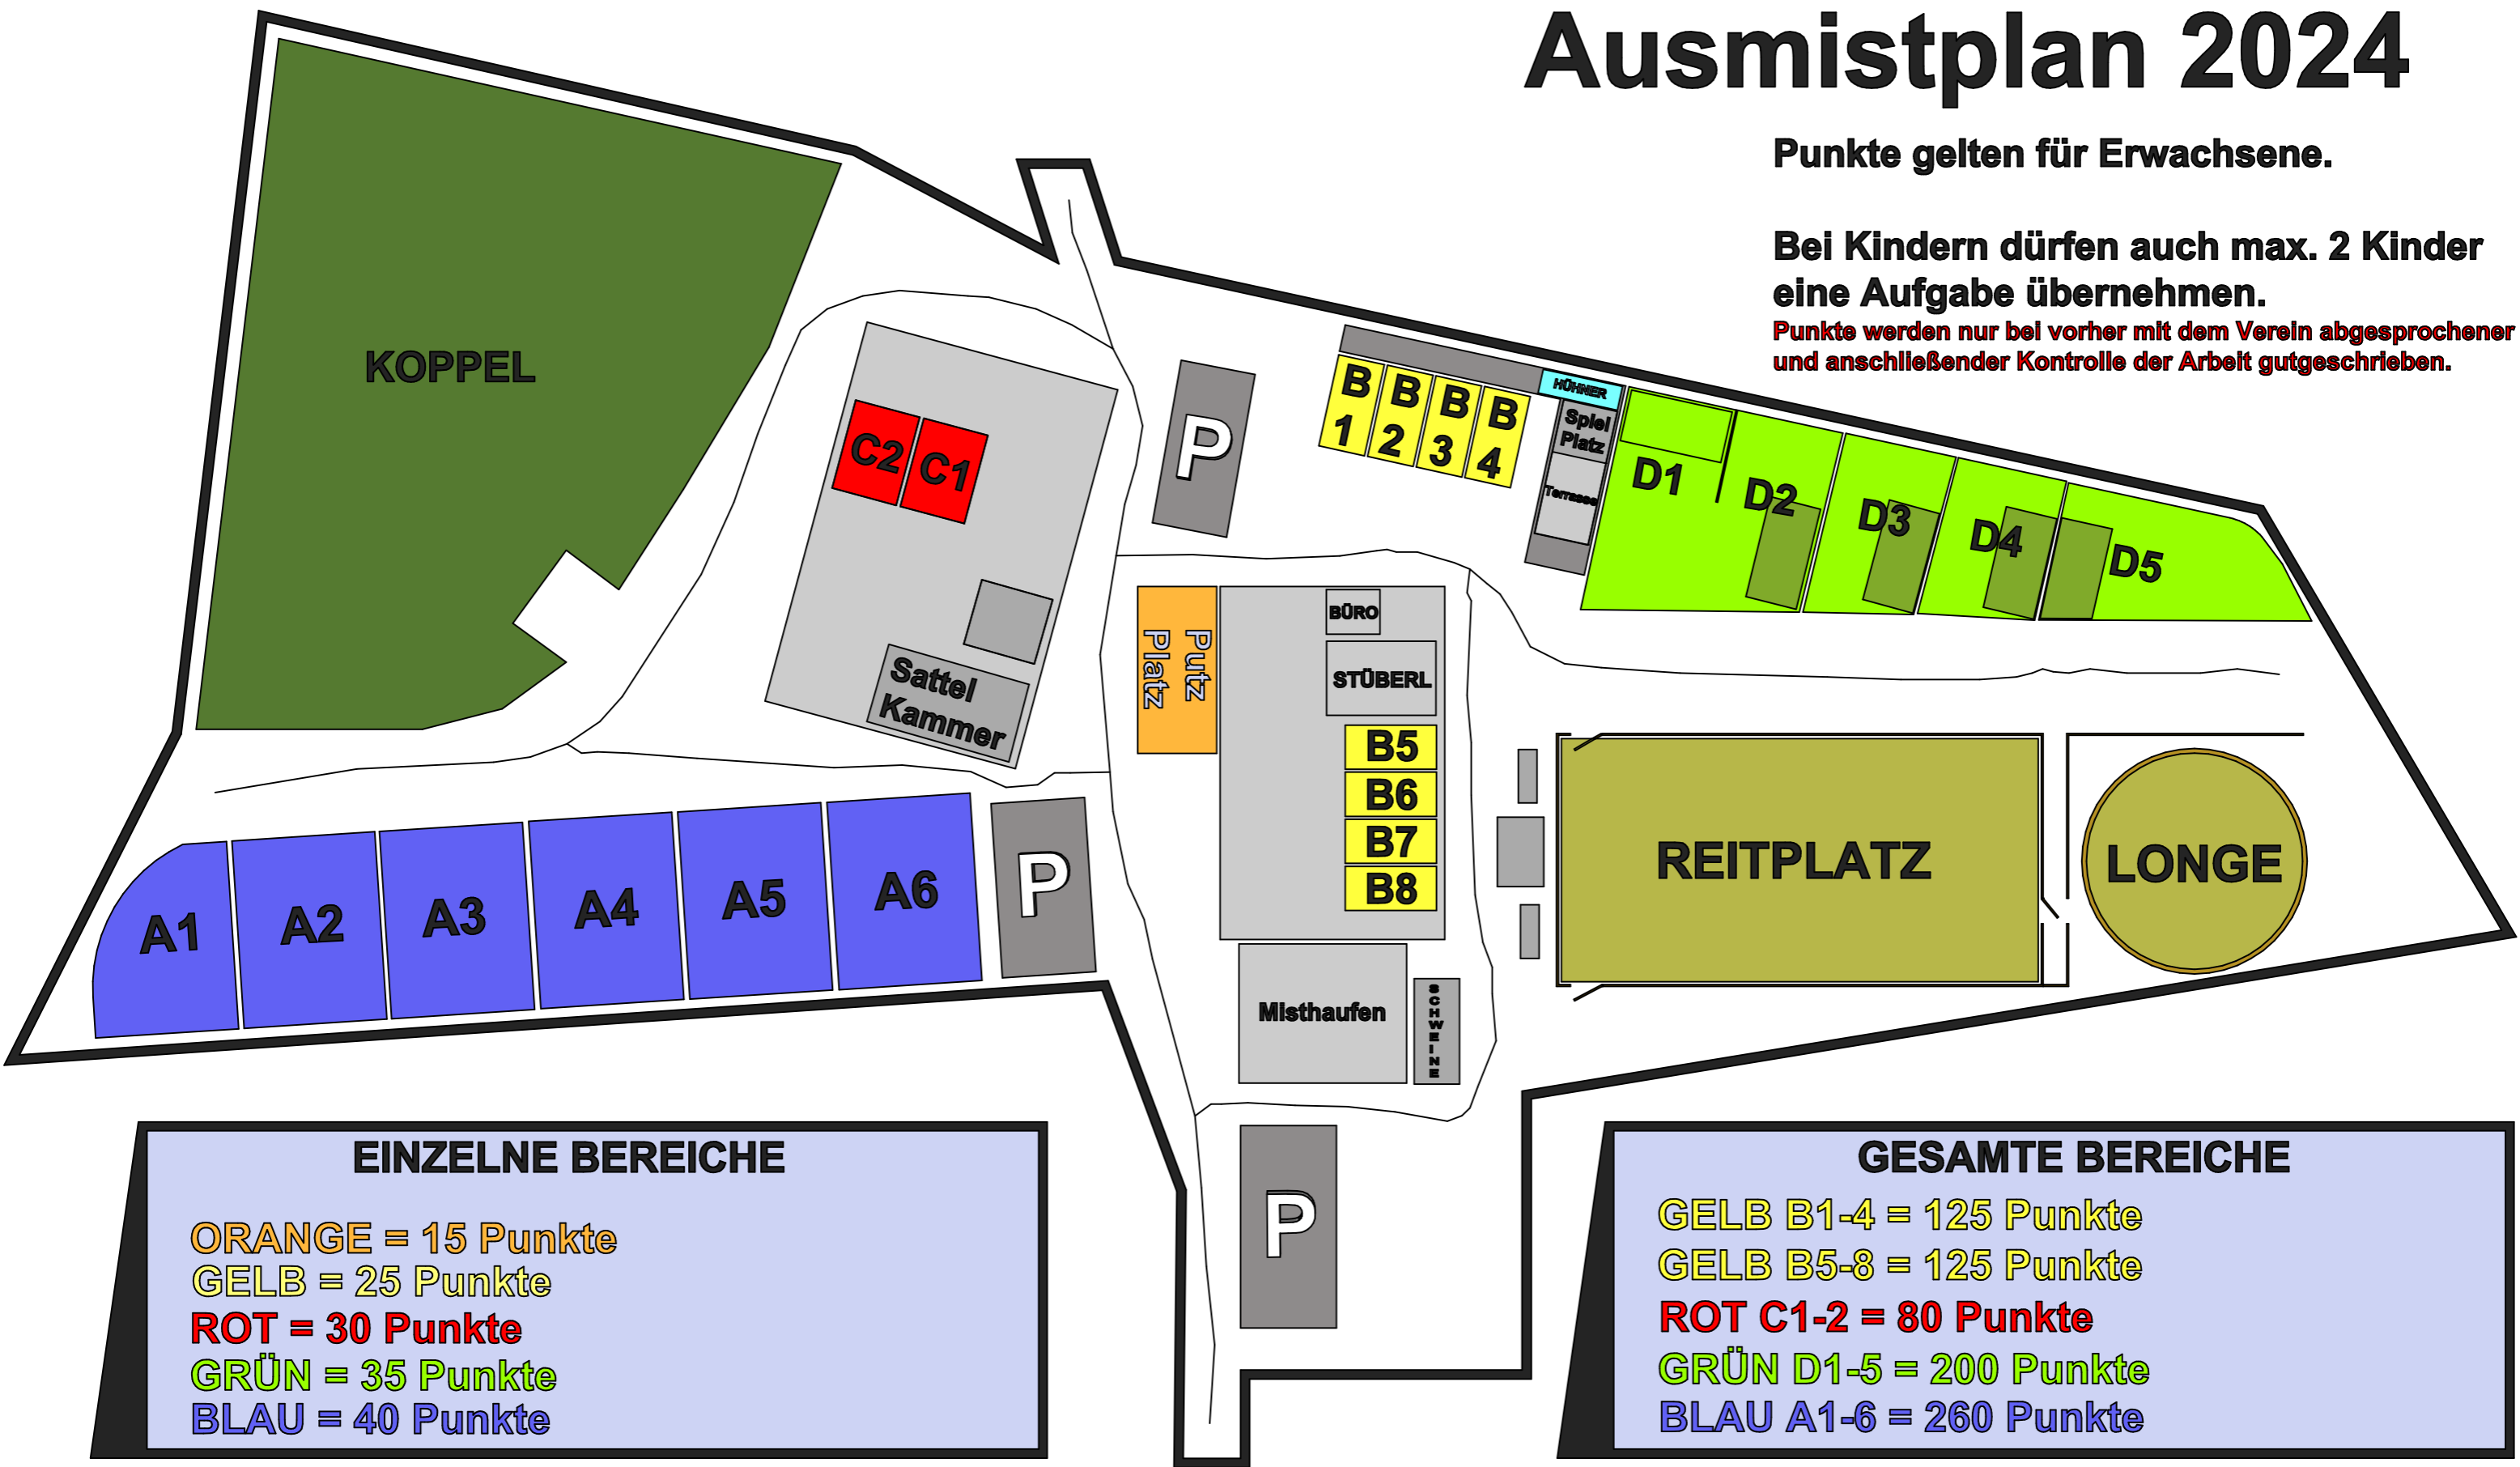 Ausmistplan 2024
Punkte gelten für Erwachsene.
Bei Kindern dürfen auch max. 2 Kinder
eine Aufgabe übernehmen.
Punkte werden nur bei vorher mit dem Verein abgesprochener
und anschließender Kontrolle der Arbeit gutgeschrieben.
KOPPEL
C2
C1
P
B
1
B
2
B
3
B
4
HÜHNER
Spiel
Platz
Terrasse
D1
D2
D3
D4
D5
Sattel
Kammer
Putz
Platz
BÜRO
STÜBERL
B5
B6
B7
B8
REITPLATZ
LONGE
A1
A2
A3
A4
A5
A6
P
Misthaufen
SCHWEINE
P
EINZELNE BEREICHE
ORANGE = 15 Punkte
GELB = 25 Punkte
ROT = 30 Punkte
GRÜN = 35 Punkte
BLAU = 40 Punkte
GESAMTE BEREICHE
GELB B1-4 = 125 Punkte
GELB B5-8 = 125 Punkte
ROT C1-2 = 80 Punkte
GRÜN D1-5 = 200 Punkte
BLAU A1-6 = 260 Punkte